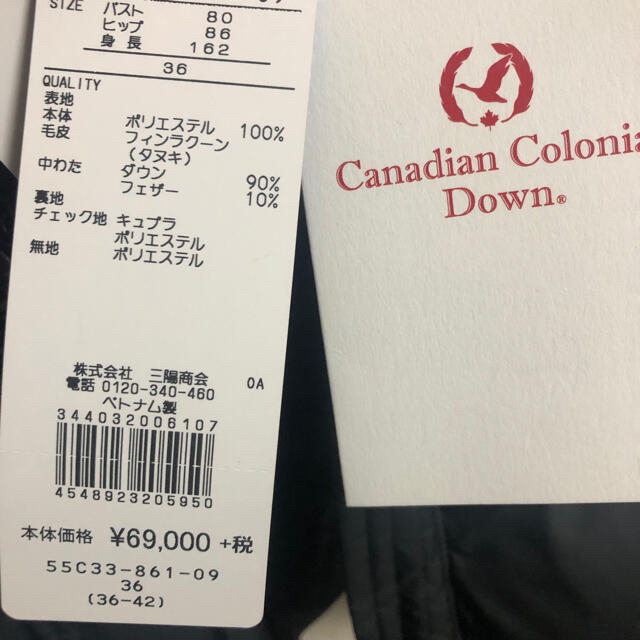 SIZE バスト 80
ヒップ 86
身長 162
36
QUALITY
表地
本体 ポリエステル 100%
毛皮 フィンラクーン
(タヌキ)
中わた ダウン 90%
フェザー 10%
裏地
チェック地 キュプラ
ポリエステル
無地 ポリエステル
株式会社 三陽商会
電話 0120-340-460 0A
ベトナム製
3440320006107
4548923205950
本体価格 ¥69,000 +税
55C33-861-09
36
(36-42)
Canadian Colonia
Down®